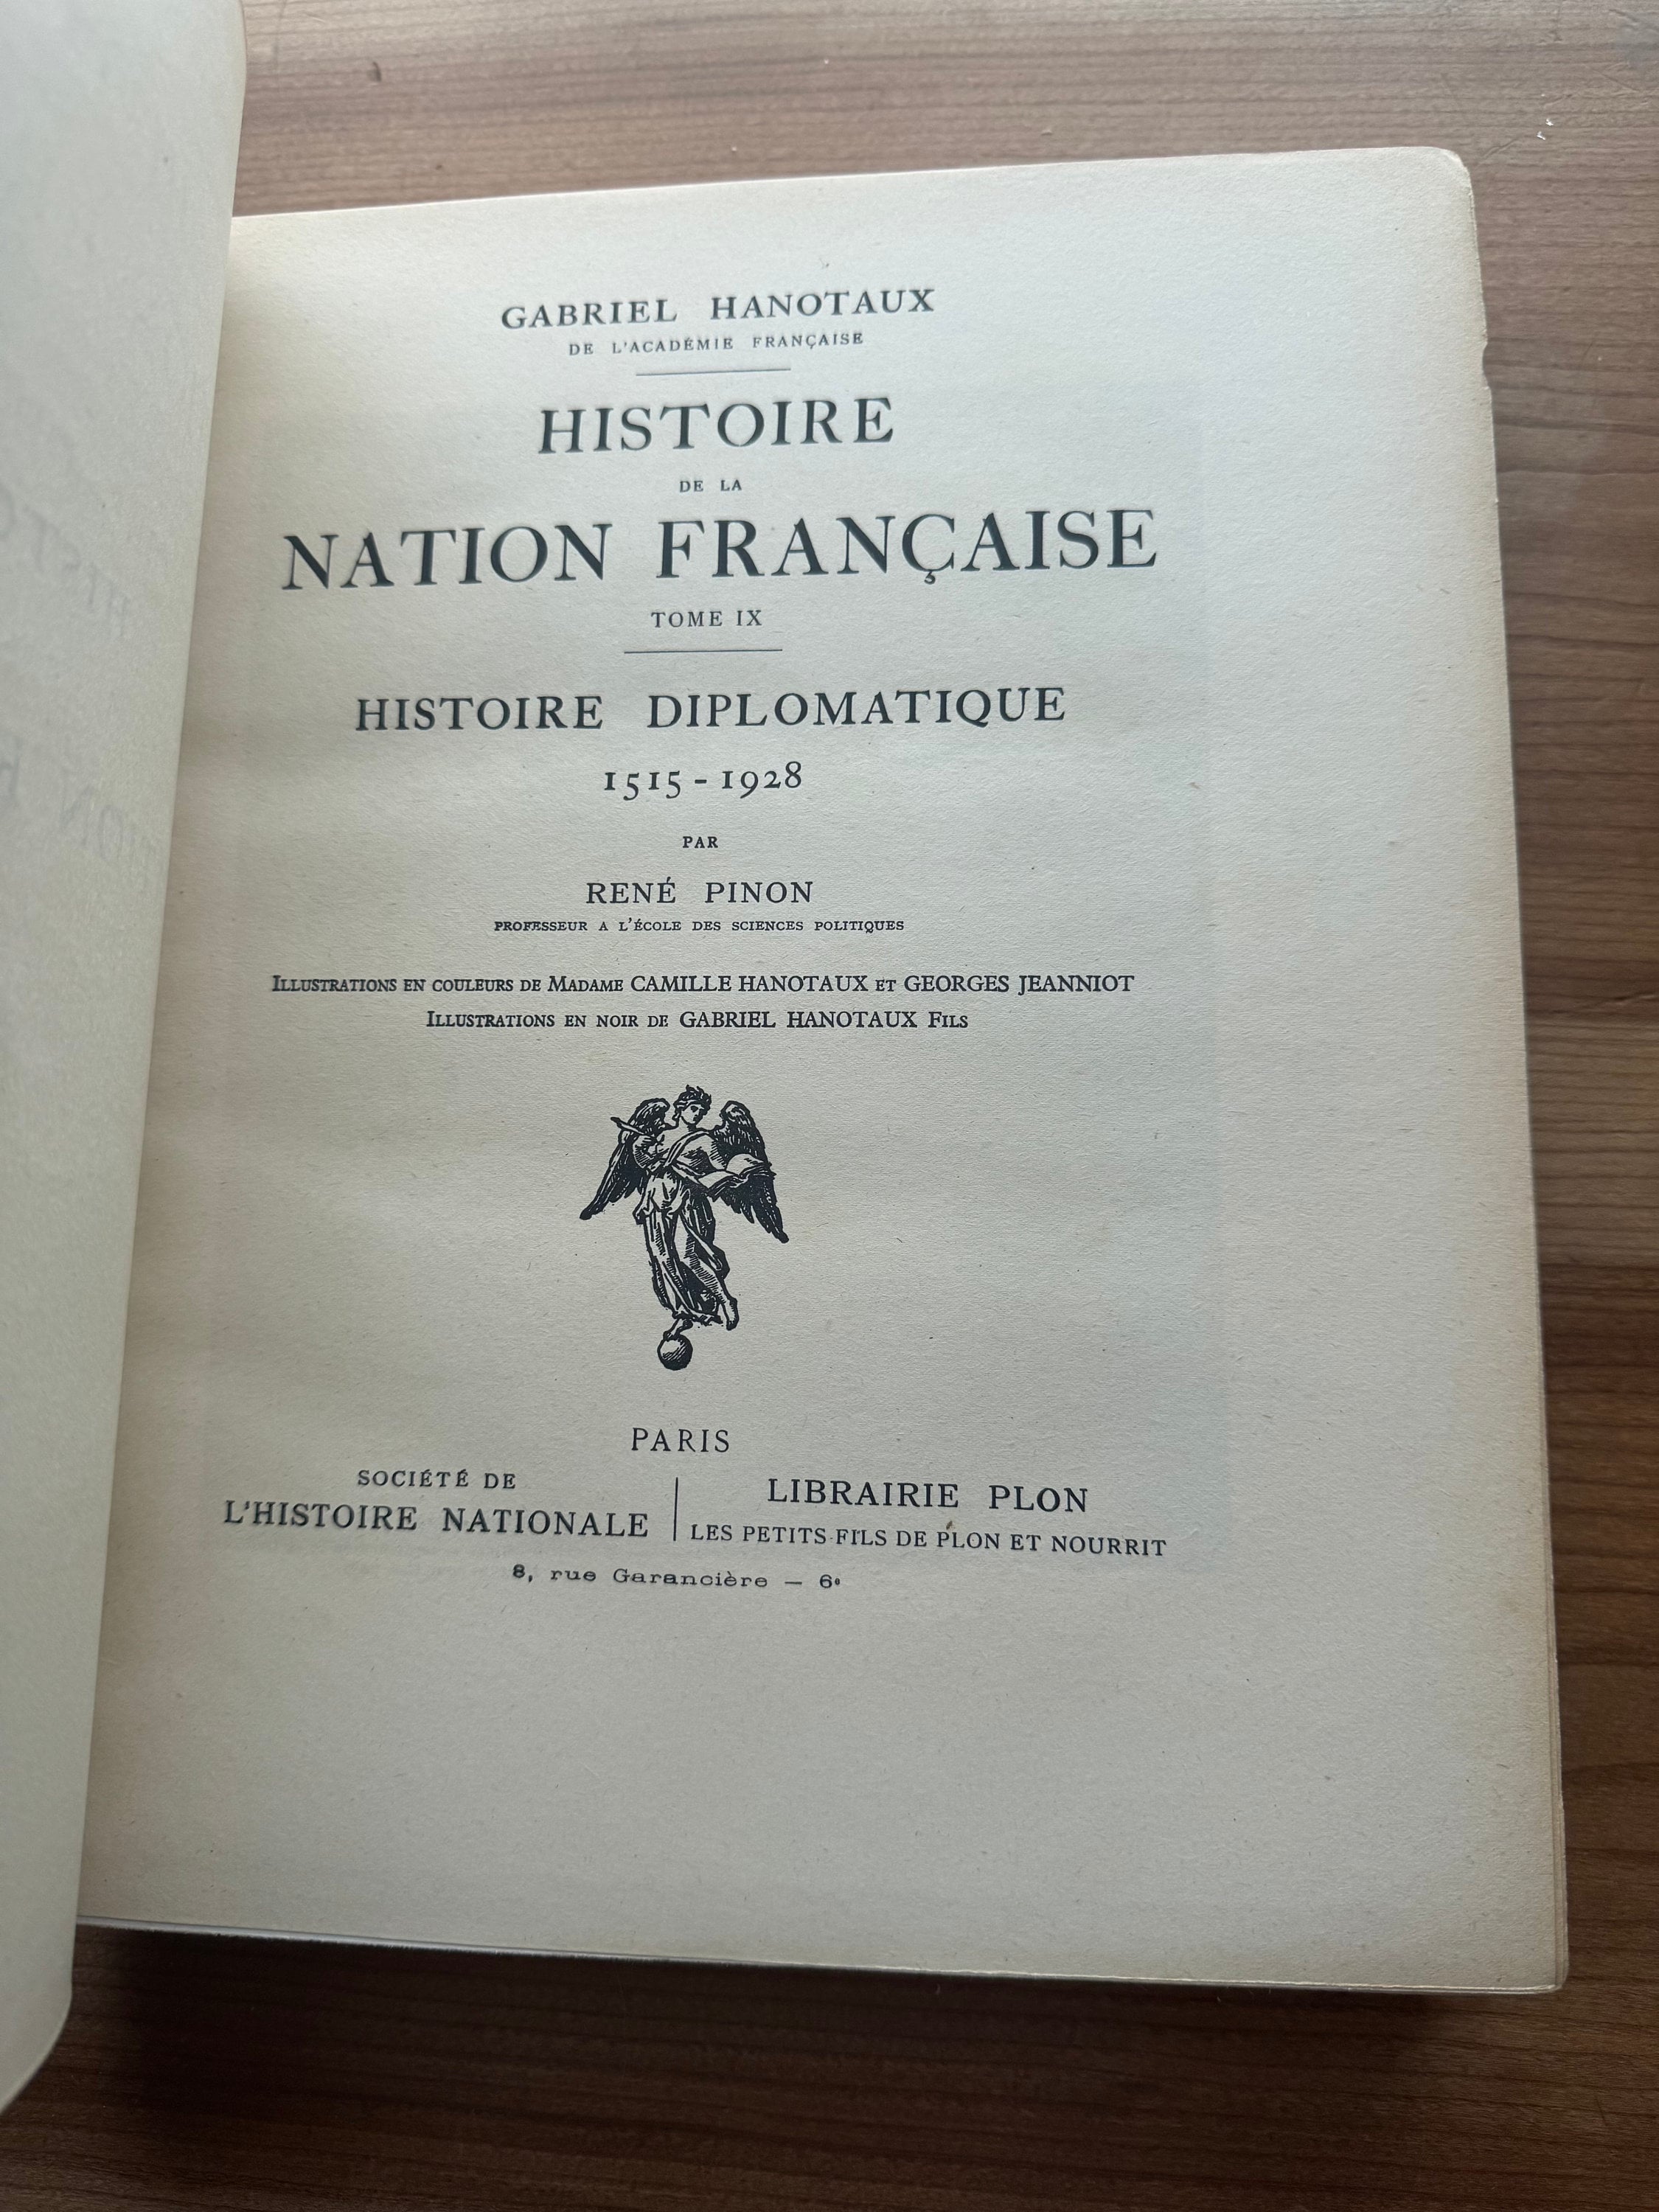 GABRIEL HANOTAUX
DE L'ACADÉMIE FRANÇAISE
HISTOIRE
DE LA
NATION FRANÇAISE
TOME IX
HISTOIRE DIPLOMATIQUE
1515-1928
PAR
RENÉ PINON
PROFESSEUR A L'ÉCOLE DES SCIENCES POLITIQUES
ILLUSTRATIONS EN COULEURS DE MADAME CAMILLE HANOTAUX ET GEORGES JEANNIOT
ILLUSTRATIONS EN NOIR DE GABRIEL HANOTAUX FILS
PARIS
SOCIÉTÉ DE
L'HISTOIRE NATIONALE
LIBRAIRIE PLON
LES PETITS-FILS DE PLON ET NOURRIT
8, rue Garancière — 6e